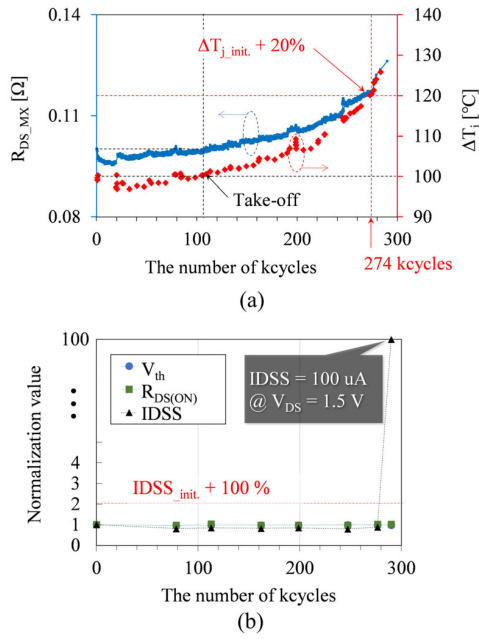 (a)
0.14
0.11
0.08
R_DS_MX [Ω]
ΔT_j_init. + 20%
Take-off
140
130
120
110
100
90
ΔT_j [℃]
0
100
200
300
The number of kcycles
274 kcycles
(a)
100
4
3
2
1
0
Normalization value
V_th
R_DS(ON)
IDSS
IDSS = 100 uA
@ V_DS = 1.5 V
IDSS_init. + 100 %
0
100
200
300
The number of kcycles
(b)